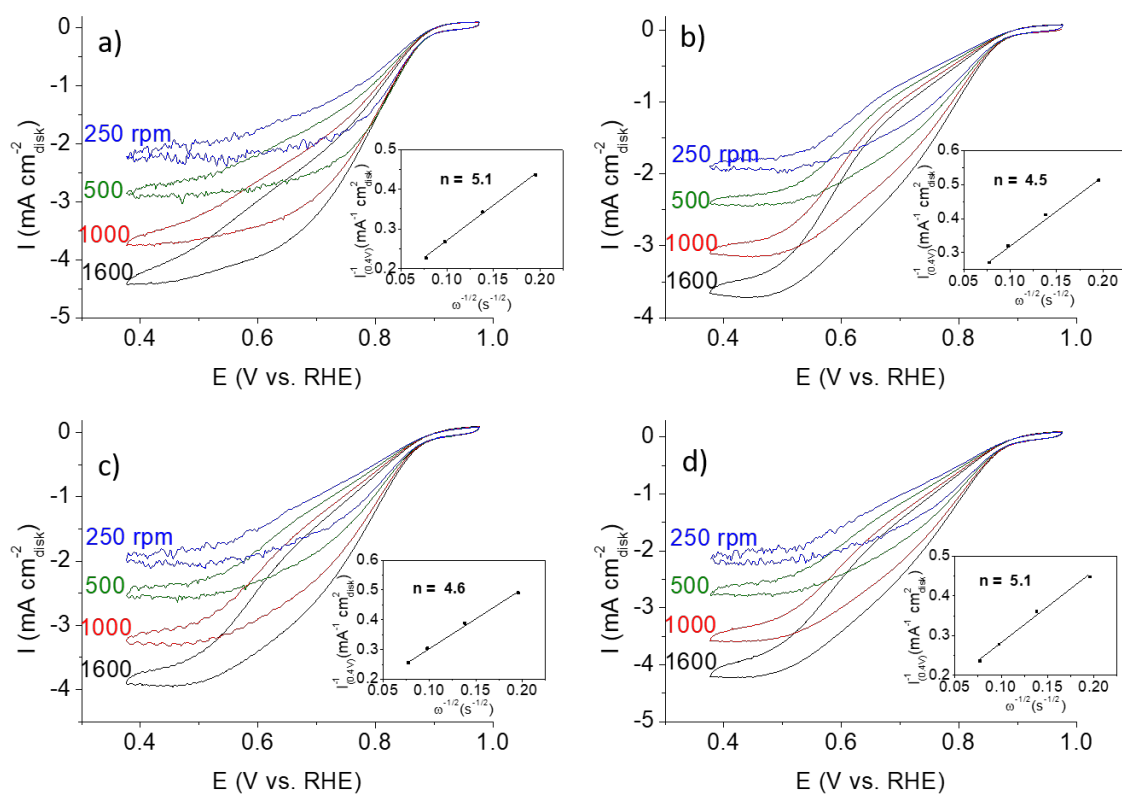 a)
0
-1
-2
-3
-4
-5
I (mA cm-2disk)
250 rpm
500
1000
1600
0.4 0.6 0.8 1.0
E (V vs. RHE)
n = 5.1
0.5
0.4
0.3
0.2
I-1(0.4V)(mA-1 cm2disk)
0.05 0.10 0.15 0.20
ω-1/2(s-1/2)
b)
0
-1
-2
-3
-4
I (mA cm-2disk)
250 rpm
500
1000
1600
0.4 0.6 0.8 1.0
E (V vs. RHE)
n = 4.5
0.6
0.5
0.4
0.3
I-1(0.4V)(mA-1 cm2disk)
0.05 0.10 0.15 0.20
ω-1/2(s-1/2)
c)
0
-1
-2
-3
-4
I (mA cm-2disk)
250 rpm
500
1000
1600
0.4 0.6 0.8 1.0
E (V vs. RHE)
n = 4.6
0.6
0.5
0.4
0.3
0.2
I-1(0.4V)(mA-1 cm2disk)
0.05 0.10 0.15 0.20
ω-1/2(s-1/2)
d)
0
-1
-2
-3
-4
-5
I (mA cm-2disk)
250 rpm
500
1000
1600
0.4 0.6 0.8 1.0
E (V vs. RHE)
n = 5.1
0.5
0.4
0.3
0.2
I-1(0.4V)(mA-1 cm2disk)
0.05 0.10 0.15 0.20
ω-1/2(s-1/2)